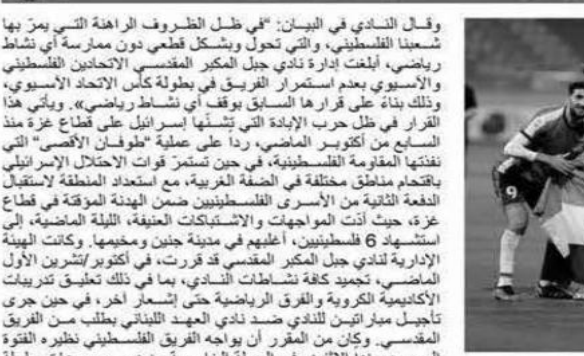 وقال النادي في البيان: "في ظل الظروف الراهنة التي يمرّ بها
شعبنا الفلسطيني، والتي تحول وبشكل قطعي دون ممارسة أي نشاط
رياضي، أبلغت إدارة نادي جبل المكبر المقدسي الاتحادين الفلسطيني
والآسيوي بعدم استمرار الفريق في بطولة كأس الاتحاد الآسيوي،
وذلك بناءً على قرارها السابق بوقف أي نشاط رياضي». ويأتي هذا
القرار في ظل حرب الإبادة التي تشنّها إسرائيل على قطاع غزة منذ
السابع من أكتوبر الماضي، ردا على عملية "طوفان الأقصى" التي
نفذتها المقاومة الفلسطينية، في حين تستمرّ قوات الاحتلال الإسرائيلي
باقتحام مناطق مختلفة في الضفة الغربية، مع استعداد المنطقة لاستقبال
الدفعة الثانية من الأسرى الفلسطينيين ضمن الهدنة المؤقتة في قطاع
غزة، حيث أدّت المواجهات والاشتباكات العنيفة، الليلة الماضية، إلى
استشهاد 6 فلسطينيين، أغلبهم في مدينة جنين ومخيمها. وكانت الهيئة
الإدارية لنادي جبل المكبر المقدسي قد قررت، في أكتوبر/تشرين الأول
الماضي، تجميد كافة نشاطات النادي، بما في ذلك تعليق تدريبات
الأكاديمية الكروية والفرق الرياضية حتى إشعار آخر، في حين جرى
تأجيل مباراتين للنادي ضد نادي العهد اللبناني بطلب من الفريق
المقدسي. وكان من المقرر أن يواجه الفريق الفلسطيني نظيره الفتوة
9